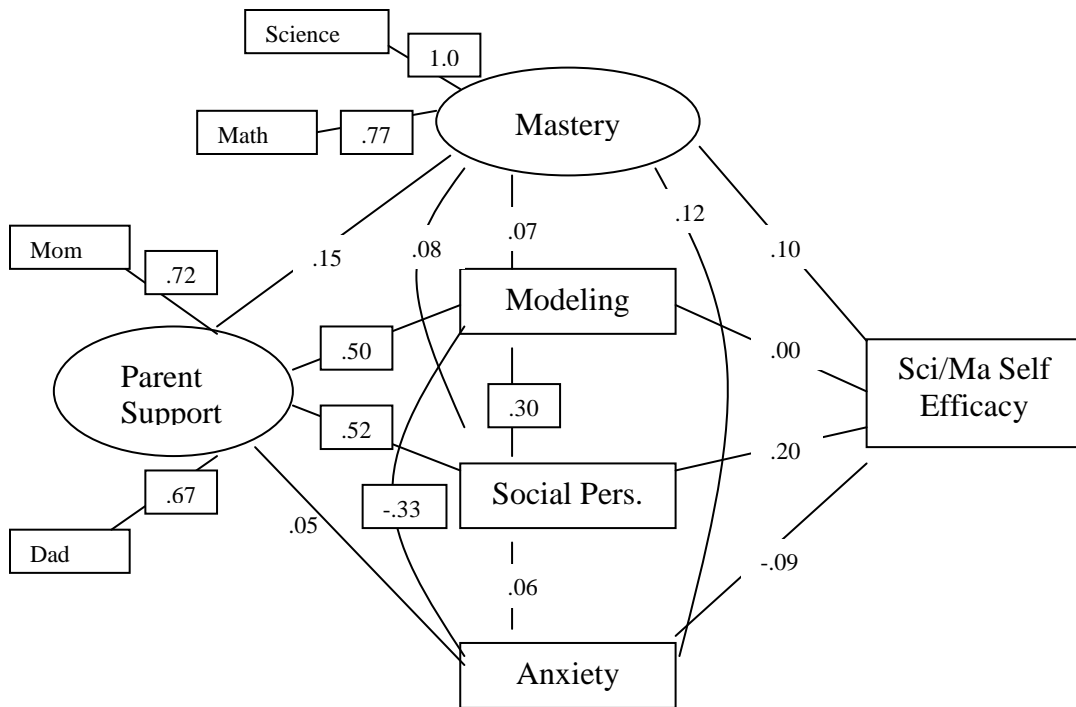 Science
1.0
Mastery
Math
.77
.12
.07
.08
.10
Mom
.72
.15
Modeling
.50
.00
Parent
Support
Sci/Ma Self
Efficacy
.30
.52
.20
.67
-.33
Social Pers.
.05
Dad
.06
-.09
Anxiety